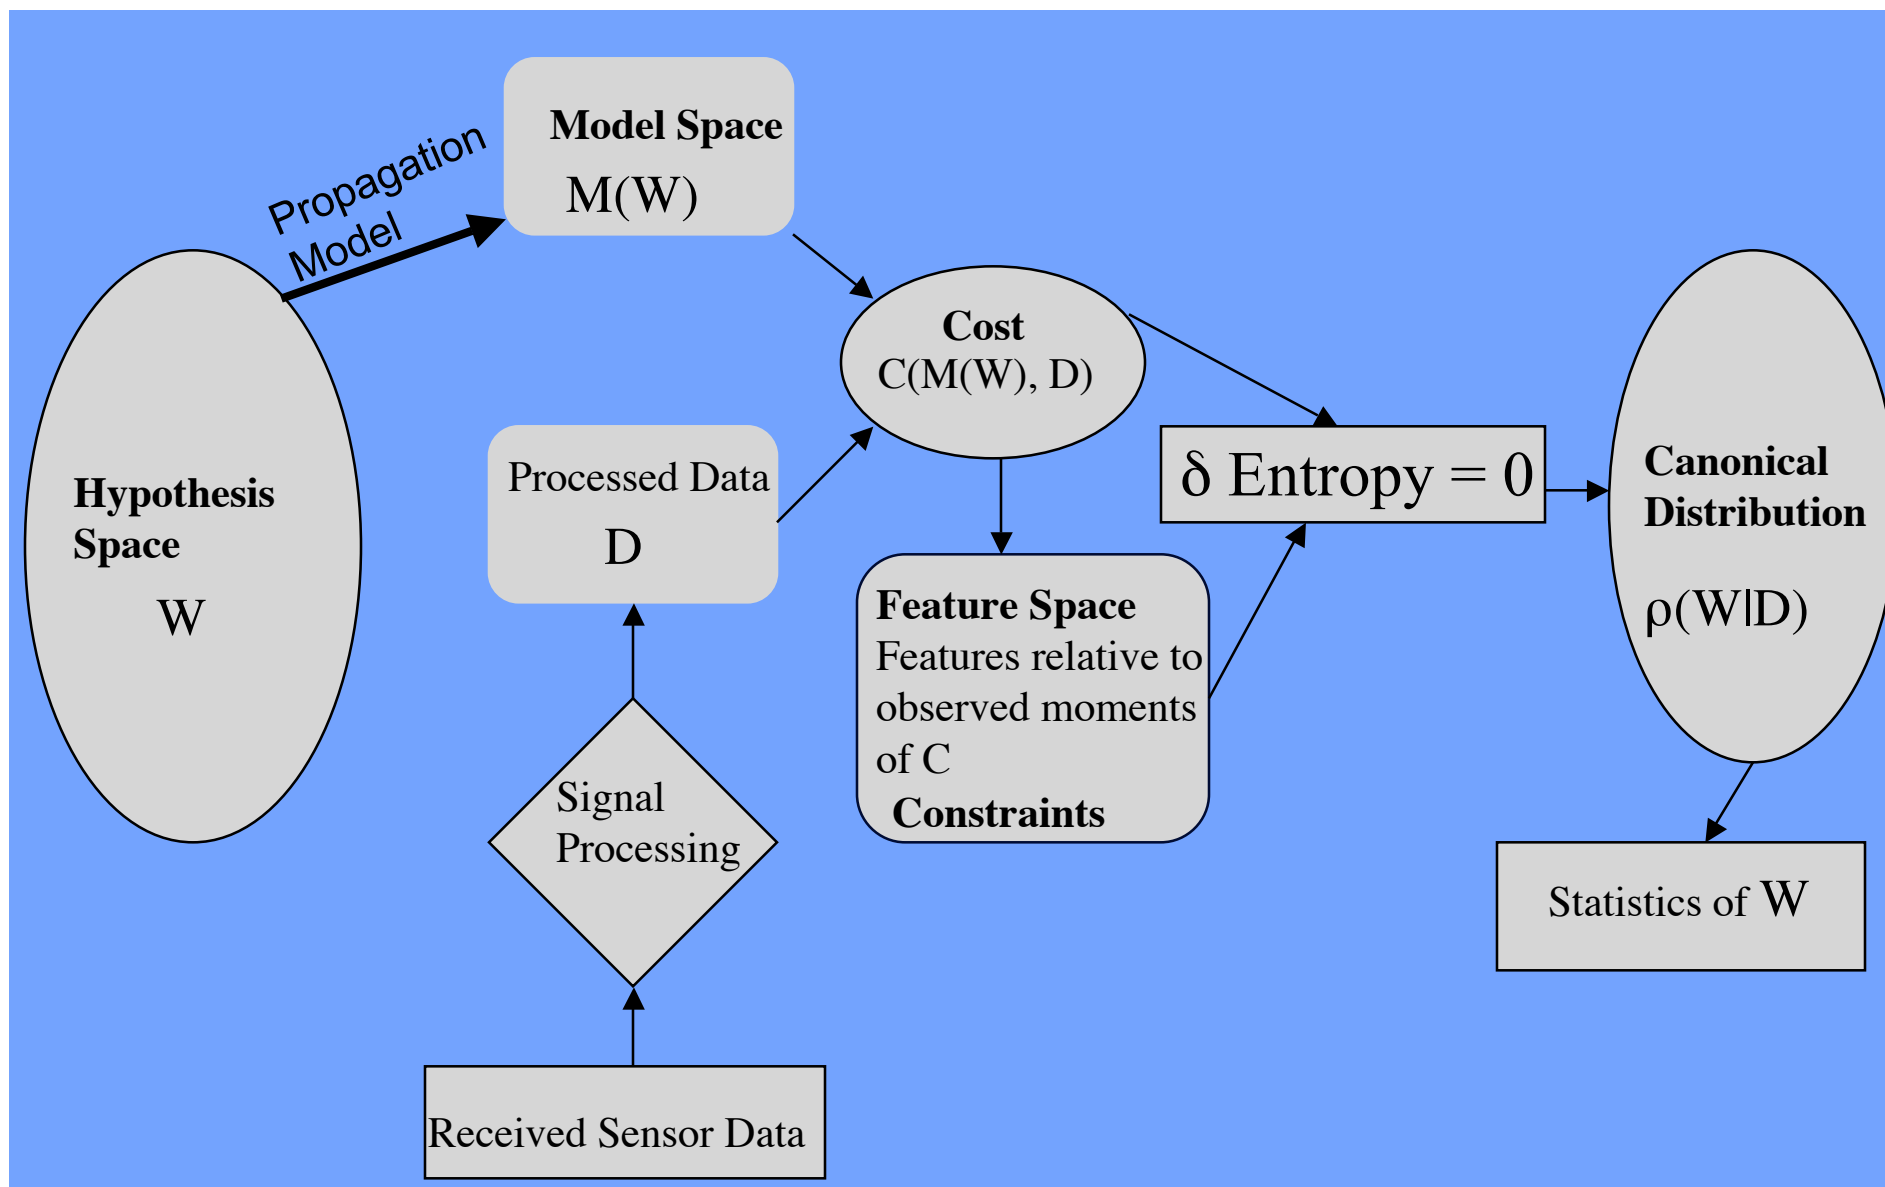 Propagation
Model
Model Space
M(W)
Hypothesis
Space
W
Cost
C(M(W), D)
Processed Data
D
δ Entropy = 0
Feature Space
Features relative to
observed moments
of C
Constraints
Canonical
Distribution
ρ(W|D)
Signal
Processing
Statistics of W
Received Sensor Data